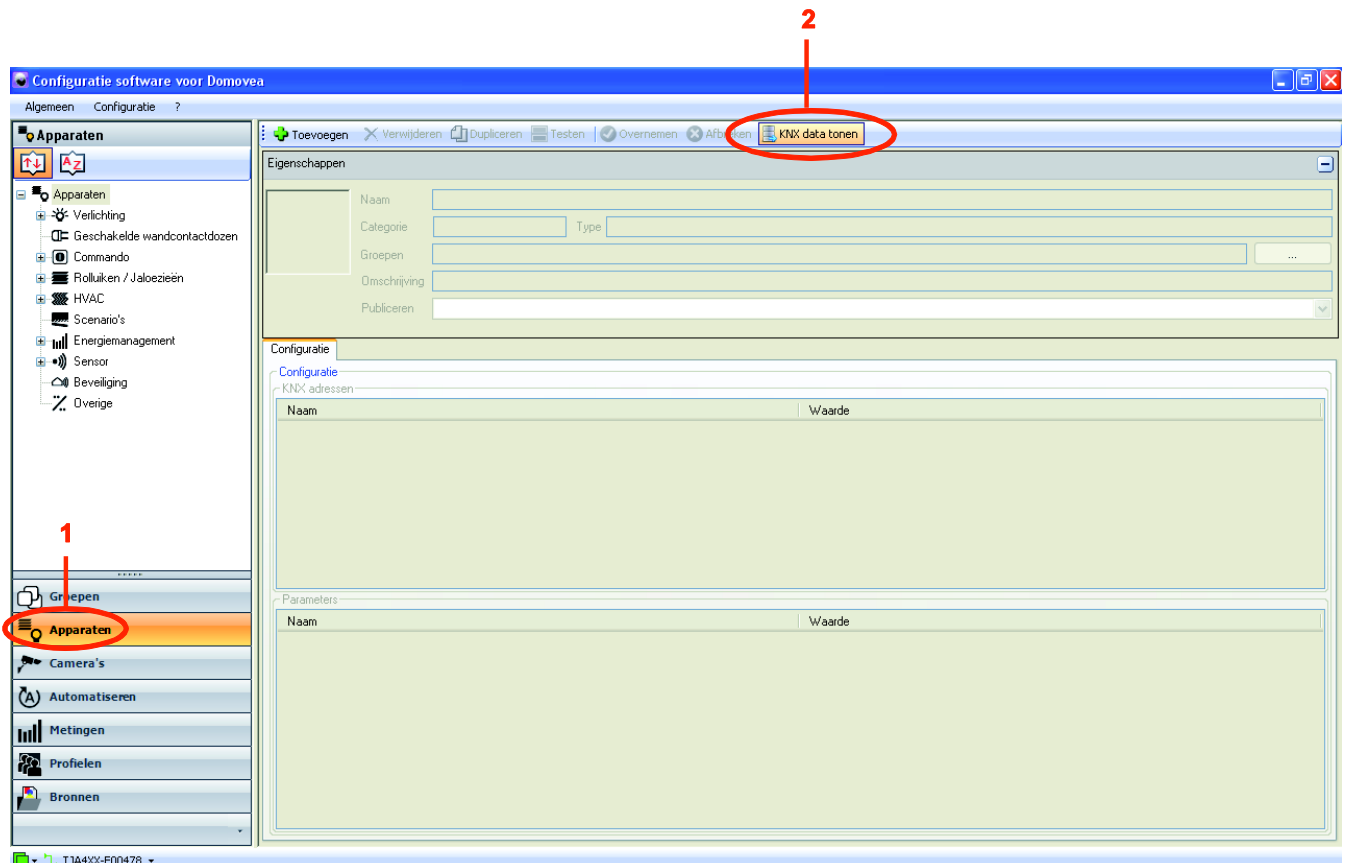 2
Configuratie software voor Domovea
Algemeen Configuratie ?
Apparaten
Toevoegen Verwijderen Dupliceren Testen Overnemen Afbreken KNX data tonen
Eigenschappen
Naam
Categorie Type
Groepen ...
Omschrijving
Publiceren
Apparaten
Verlichting
Geschakelde wandcontactdozen
Commando
Rolluiken / Jaloezieën
HVAC
Scenario's
Energiemanagement
Sensor
Beveiliging
Overige
Configuratie
Configuratie
KNX adressen
Naam Waarde
1
Parameters
Naam Waarde
Groepen
Apparaten
Camera's
Automatiseren
Metingen
Profielen
Bronnen
TJA4XX-E00478